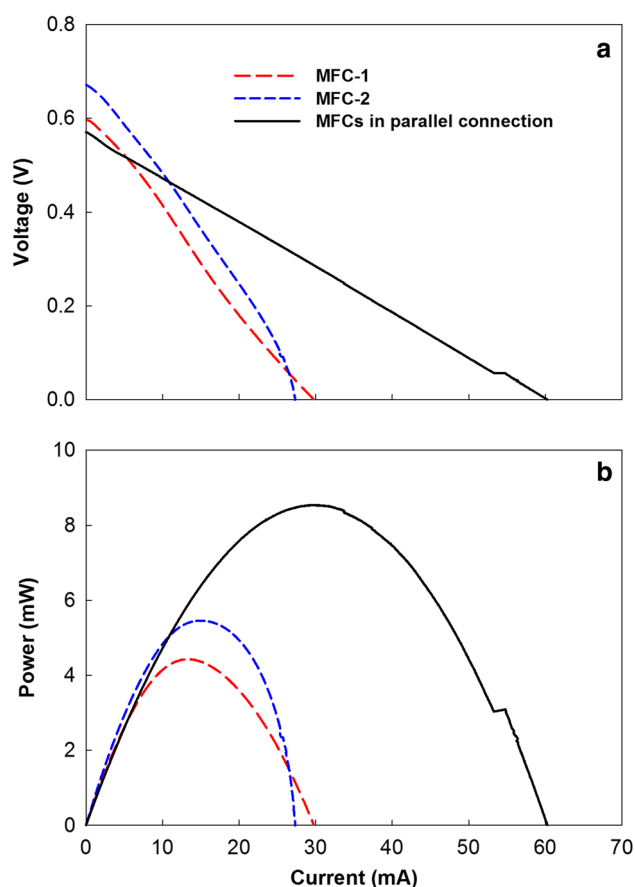 a
MFC-1
MFC-2
MFCs in parallel connection
Voltage (V)
0.8
0.6
0.4
0.2
0.0
b
Power (mW)
10
8
6
4
2
0
0 10 20 30 40 50 60 70
Current (mA)